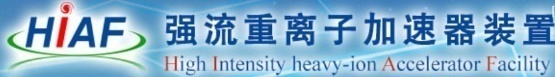 HIAF
强流重离子加速器装置
High Intensity heavy-ion Accelerator Facility